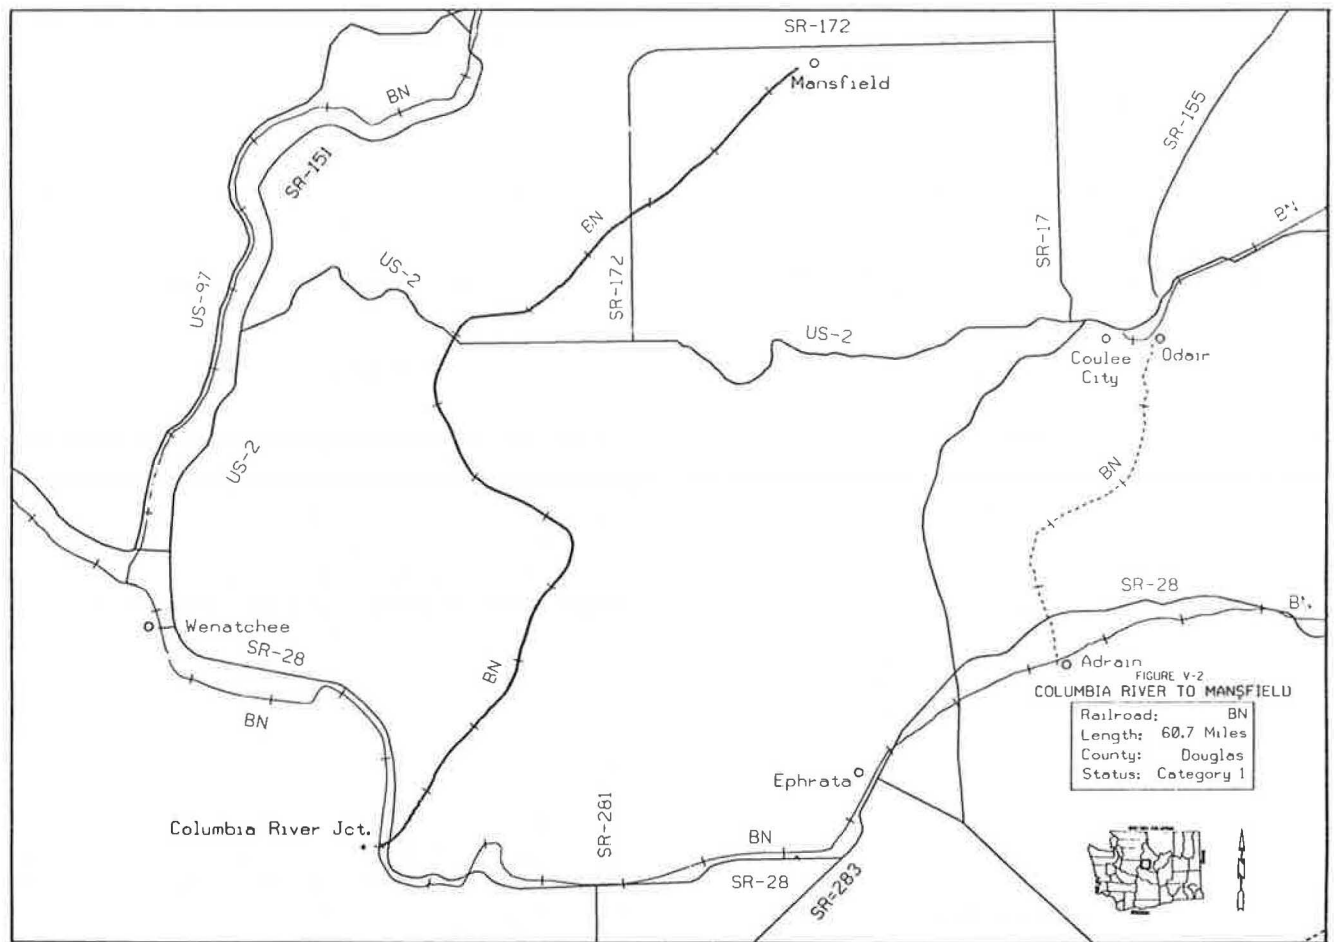 SR-172
Mansfield
BN
SR-151
SR-155
BN
BN
US-2
US-97
SR-172
SR-17
US-2
Coulee
City
Odair
US-2
BN
SR-28
BN
Wenatchee
SR-28
BN
BN
Adrain
FIGURE V-2
COLUMBIA RIVER TO MANSFIELD
Railroad: BN
Length: 60.7 Miles
County: Douglas
Status: Category 1
Ephrata
Columbia River Jct.
SR-281
BN
SR-28
SR=283